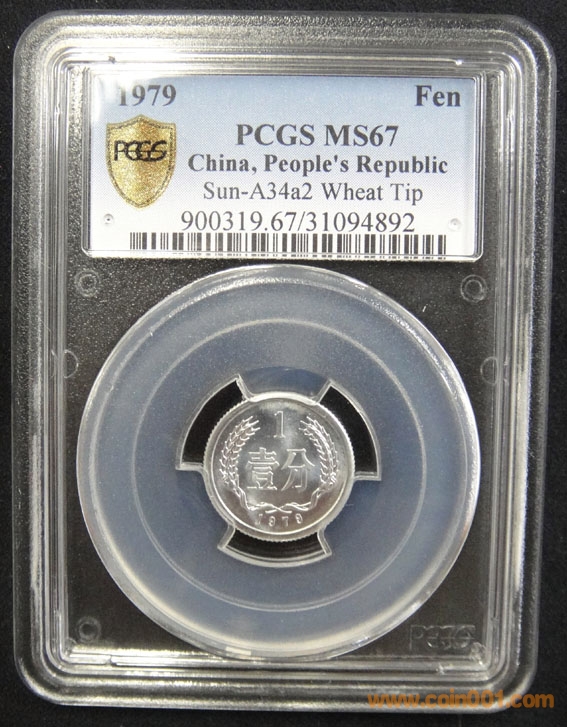 1979 Fen
PCGS
PCGS MS67
China, People's Republic
Sun-A34a2 Wheat Tip
900319.67/31094892
1
壹分
1979
PCGS
www.coin001.com